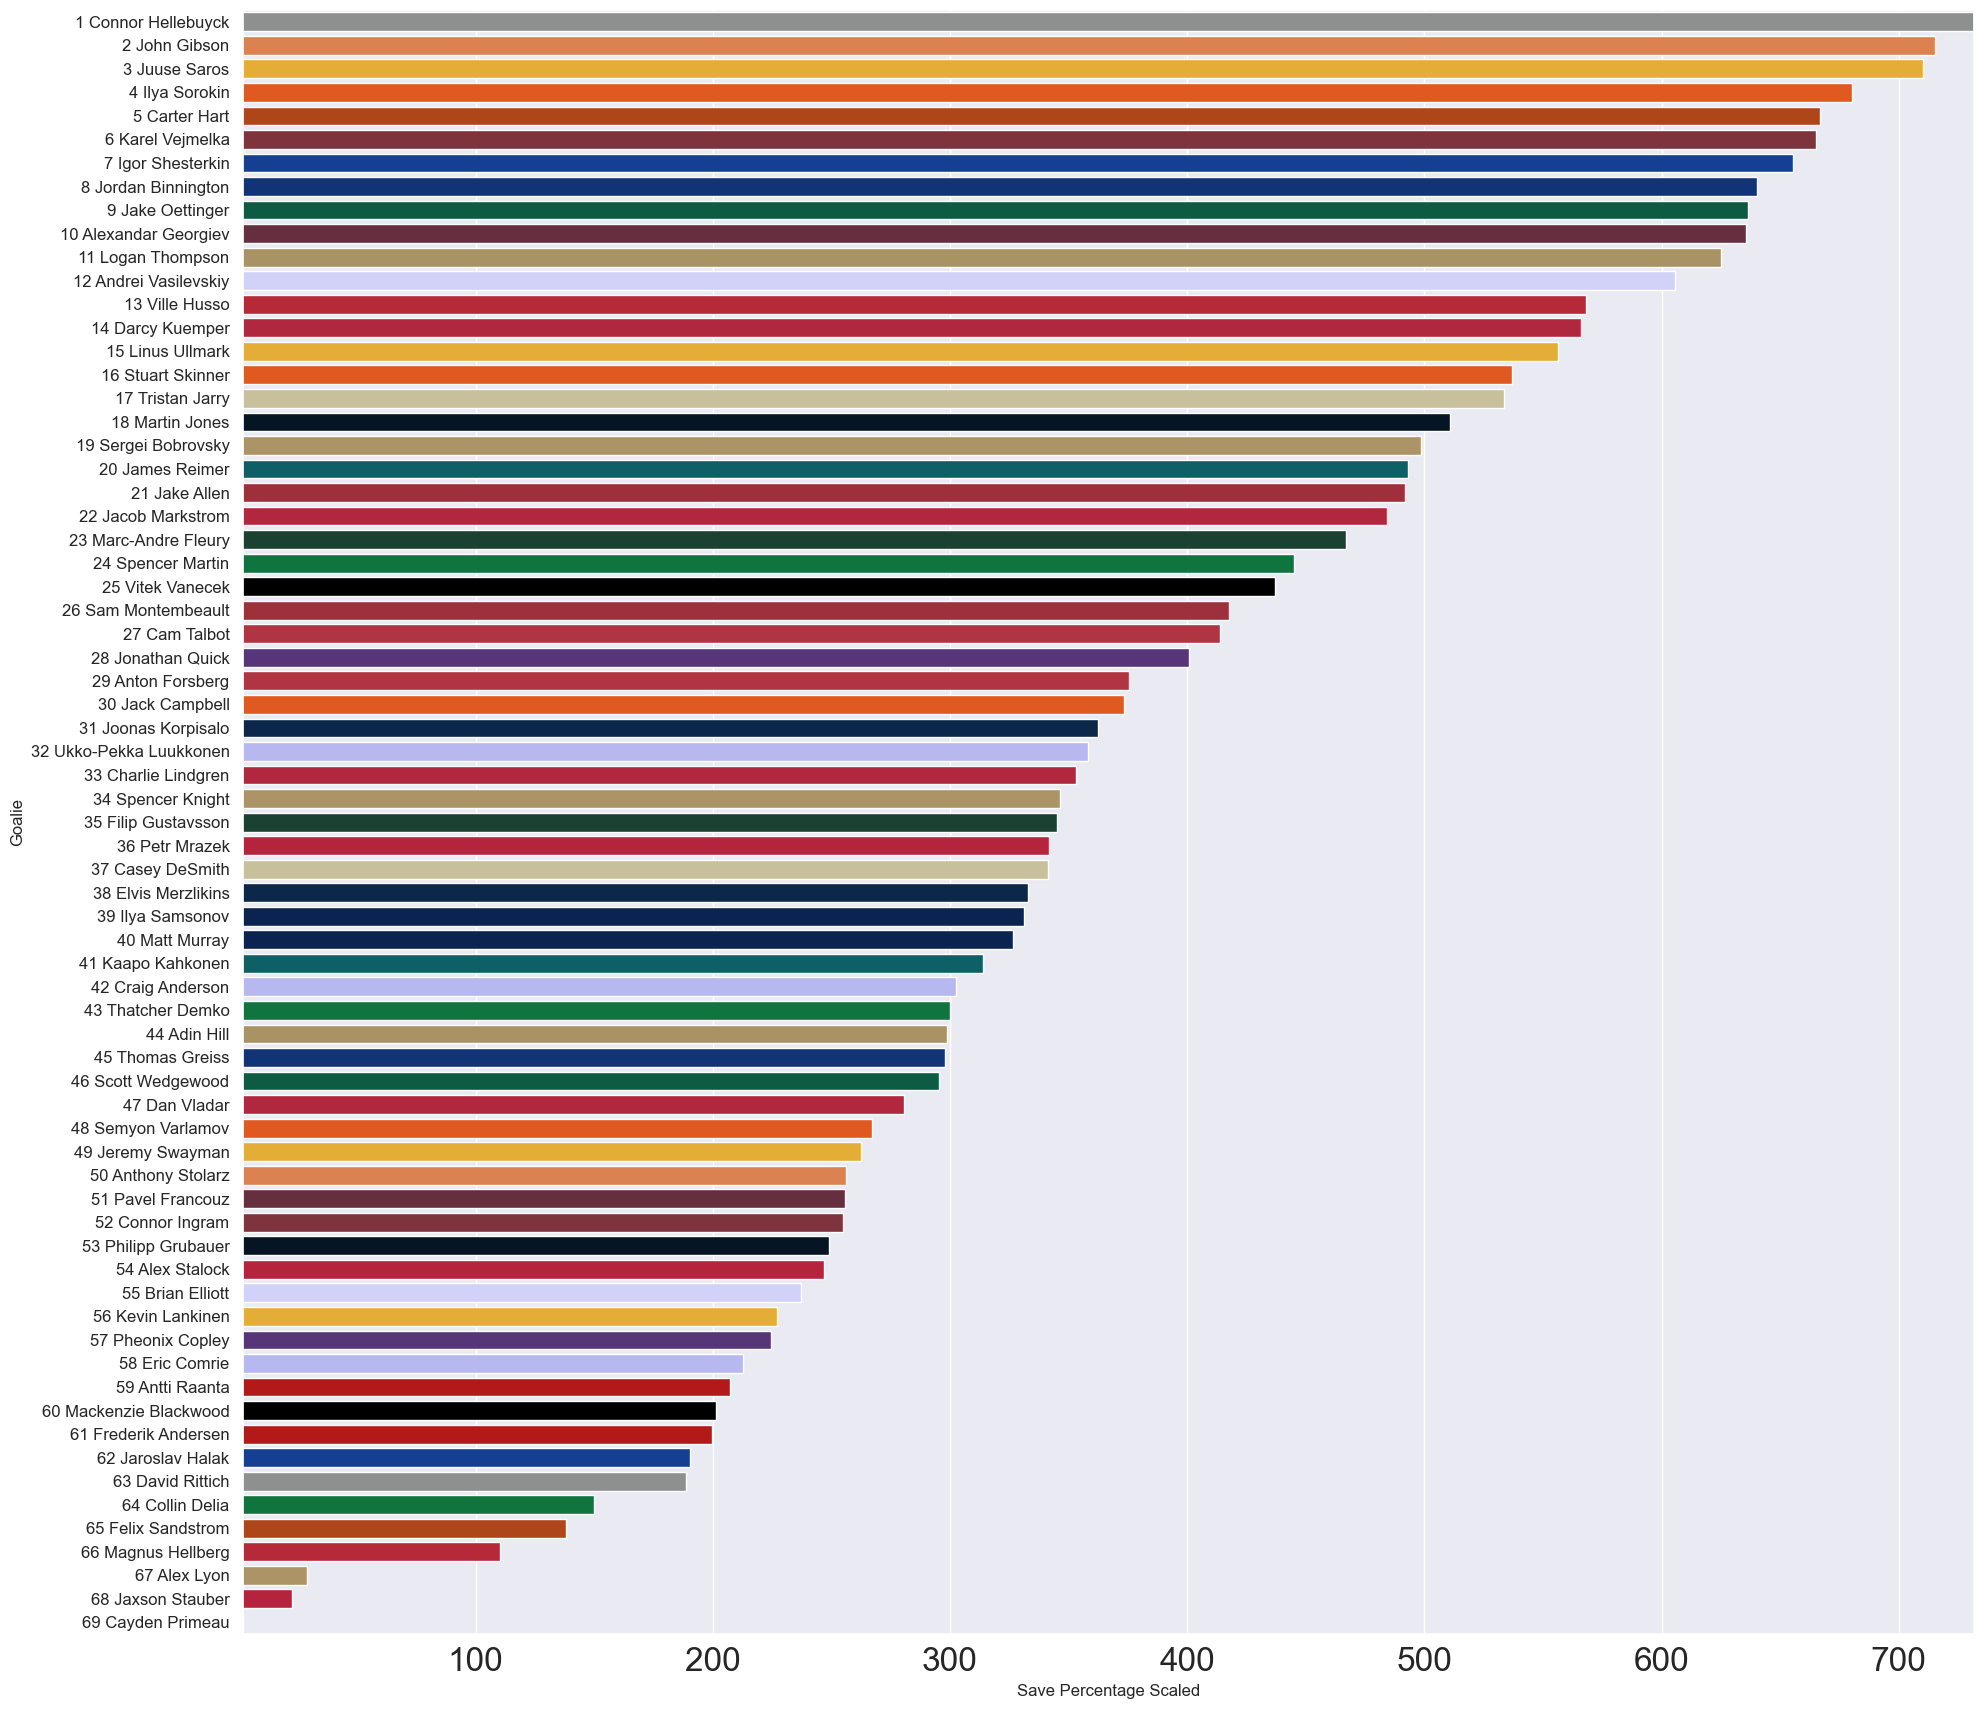 1 Connor Hellebuyck
2 John Gibson
3 Juuse Saros
4 Ilya Sorokin
5 Carter Hart
6 Karel Vejmelka
7 Igor Shesterkin
8 Jordan Binnington
9 Jake Oettinger
10 Alexandar Georgiev
11 Logan Thompson
12 Andrei Vasilevskiy
13 Ville Husso
14 Darcy Kuemper
15 Linus Ullmark
16 Stuart Skinner
17 Tristan Jarry
18 Martin Jones
19 Sergei Bobrovsky
20 James Reimer
21 Jake Allen
22 Jacob Markstrom
23 Marc-Andre Fleury
24 Spencer Martin
25 Vitek Vanecek
26 Sam Montembeault
27 Cam Talbot
28 Jonathan Quick
29 Anton Forsberg
30 Jack Campbell
31 Joonas Korpisalo
32 Ukko-Pekka Luukkonen
33 Charlie Lindgren
34 Spencer Knight
35 Filip Gustavsson
36 Petr Mrazek
37 Casey DeSmith
38 Elvis Merzlikins
39 Ilya Samsonov
40 Matt Murray
41 Kaapo Kahkonen
42 Craig Anderson
43 Thatcher Demko
44 Adin Hill
45 Thomas Greiss
46 Scott Wedgewood
47 Dan Vladar
48 Semyon Varlamov
49 Jeremy Swayman
50 Anthony Stolarz
51 Pavel Francouz
52 Connor Ingram
53 Philipp Grubauer
54 Alex Stalock
55 Brian Elliott
56 Kevin Lankinen
57 Pheonix Copley
58 Eric Comrie
59 Antti Raanta
60 Mackenzie Blackwood
61 Frederik Andersen
62 Jaroslav Halak
63 David Rittich
64 Collin Delia
65 Felix Sandstrom
66 Magnus Hellberg
67 Alex Lyon
68 Jaxson Stauber
69 Cayden Primeau
Goalie
100 200 300 400 500 600 700
Save Percentage Scaled